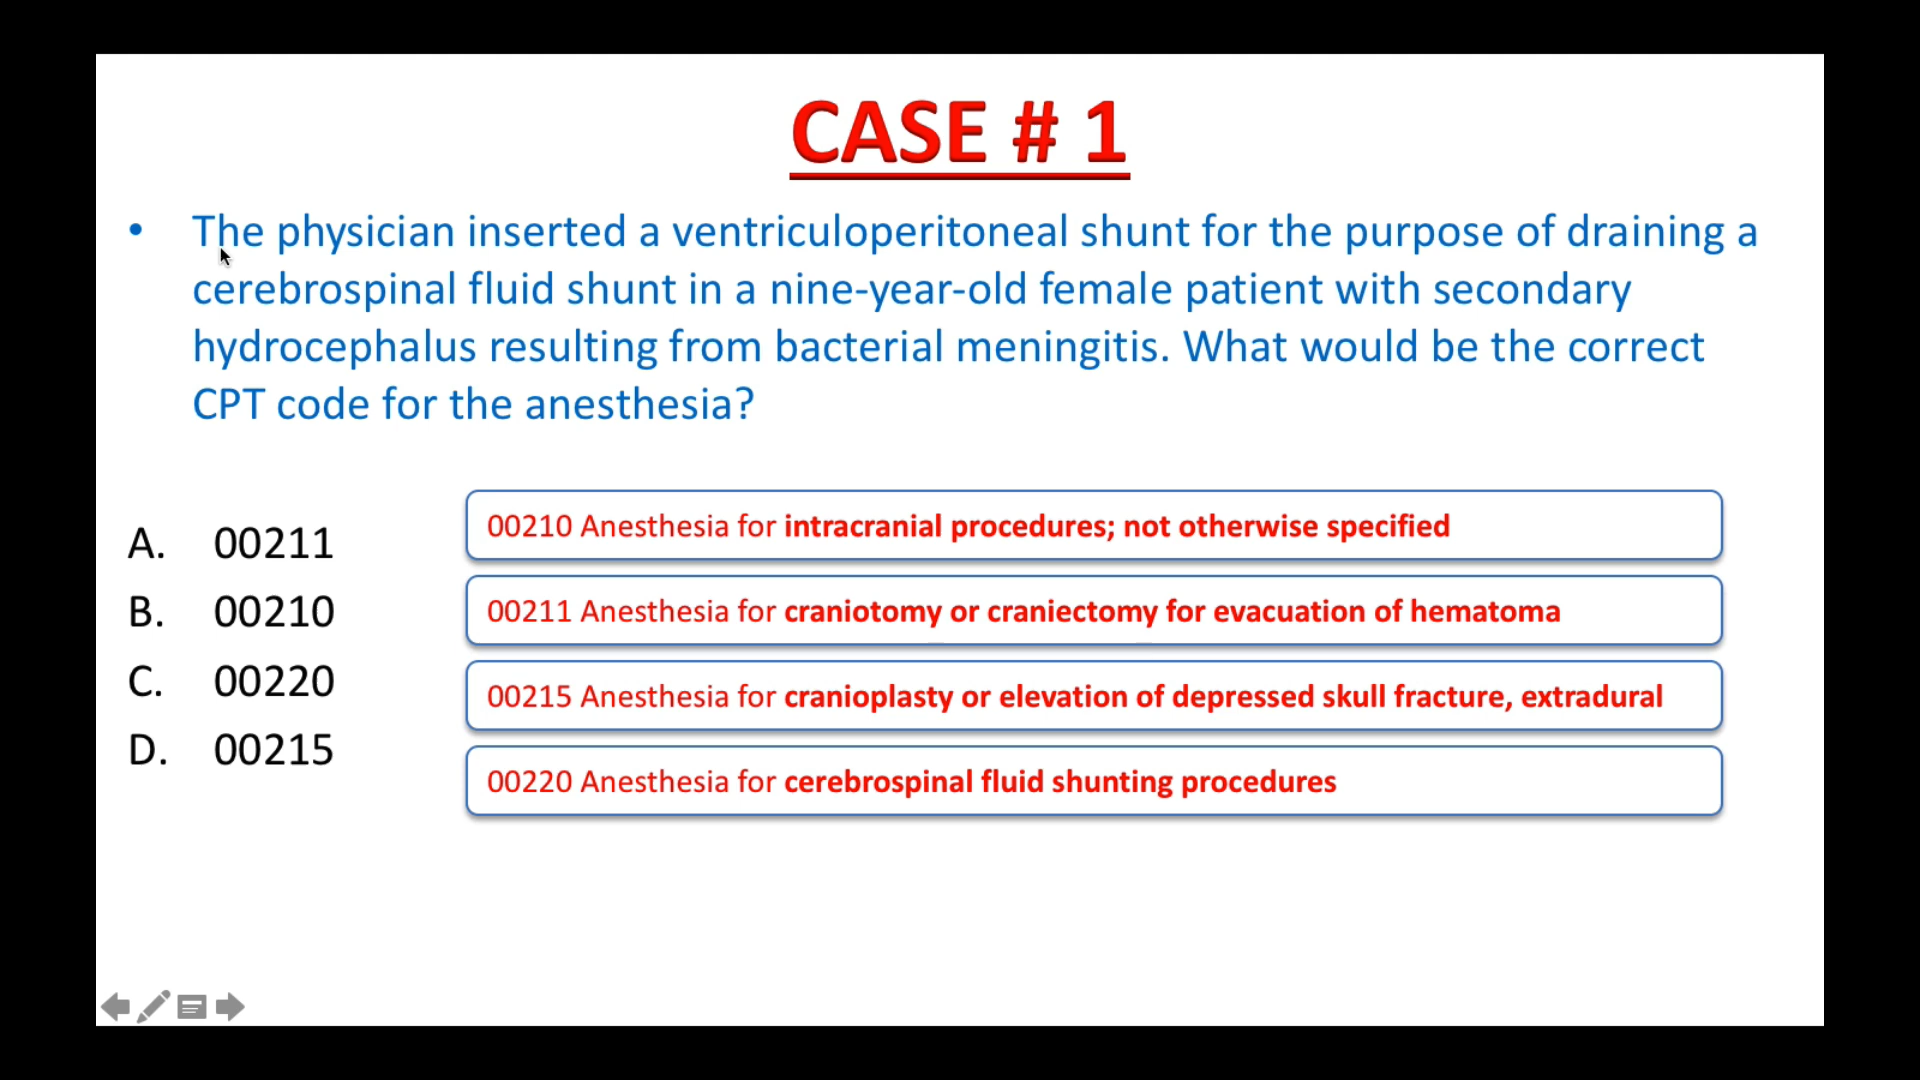 CASE # 1
• The physician inserted a ventriculoperitoneal shunt for the purpose of draining a
cerebrospinal fluid shunt in a nine-year-old female patient with secondary
hydrocephalus resulting from bacterial meningitis. What would be the correct
CPT code for the anesthesia?
A. 00211
B. 00210
C. 00220
D. 00215
00210 Anesthesia for intracranial procedures; not otherwise specified
00211 Anesthesia for craniotomy or craniectomy for evacuation of hematoma
00215 Anesthesia for cranioplasty or elevation of depressed skull fracture, extradural
00220 Anesthesia for cerebrospinal fluid shunting procedures